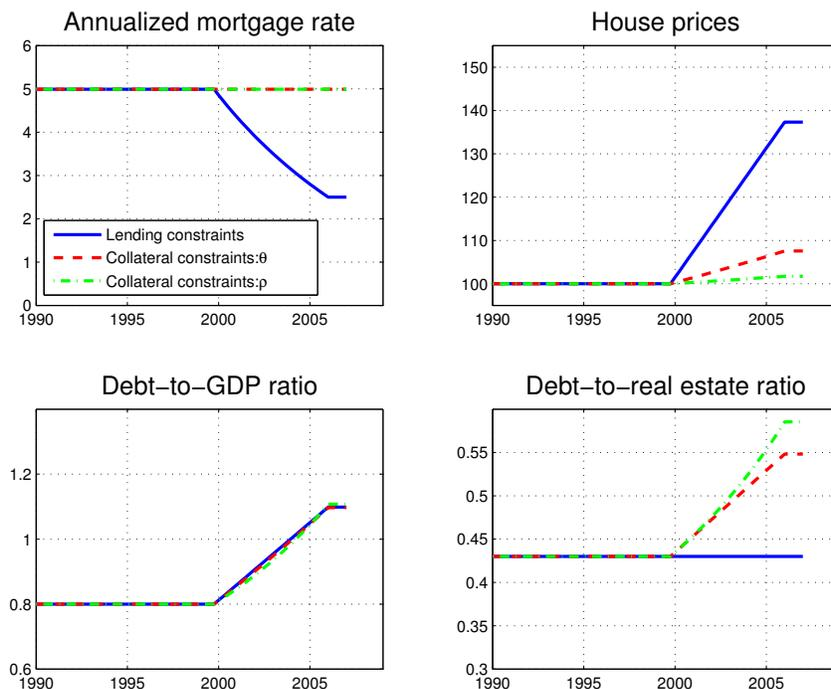 Annualized mortgage rate
6
5
4
3
2
1
0
Lending constraints
Collateral constraints:θ
Collateral constraints:ρ
1990 1995 2000 2005
House prices
150
140
130
120
110
100
1990 1995 2000 2005
Debt−to−GDP ratio
1.2
1
0.8
0.6
1990 1995 2000 2005
Debt−to−real estate ratio
0.55
0.5
0.45
0.4
0.35
0.3
1990 1995 2000 2005